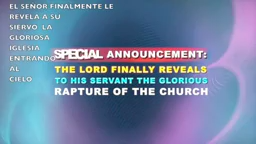 EL SENOR FINALMENTE LE
REVELA A SU
SIERVO LA
GLORIOSA
IGLESIA
ENTRANDO
AL
CIELO
SPECIAL ANNOUNCEMENT:
THE LORD FINALLY REVEALS
TO HIS SERVANT THE GLORIOUS
RAPTURE OF THE CHURCH